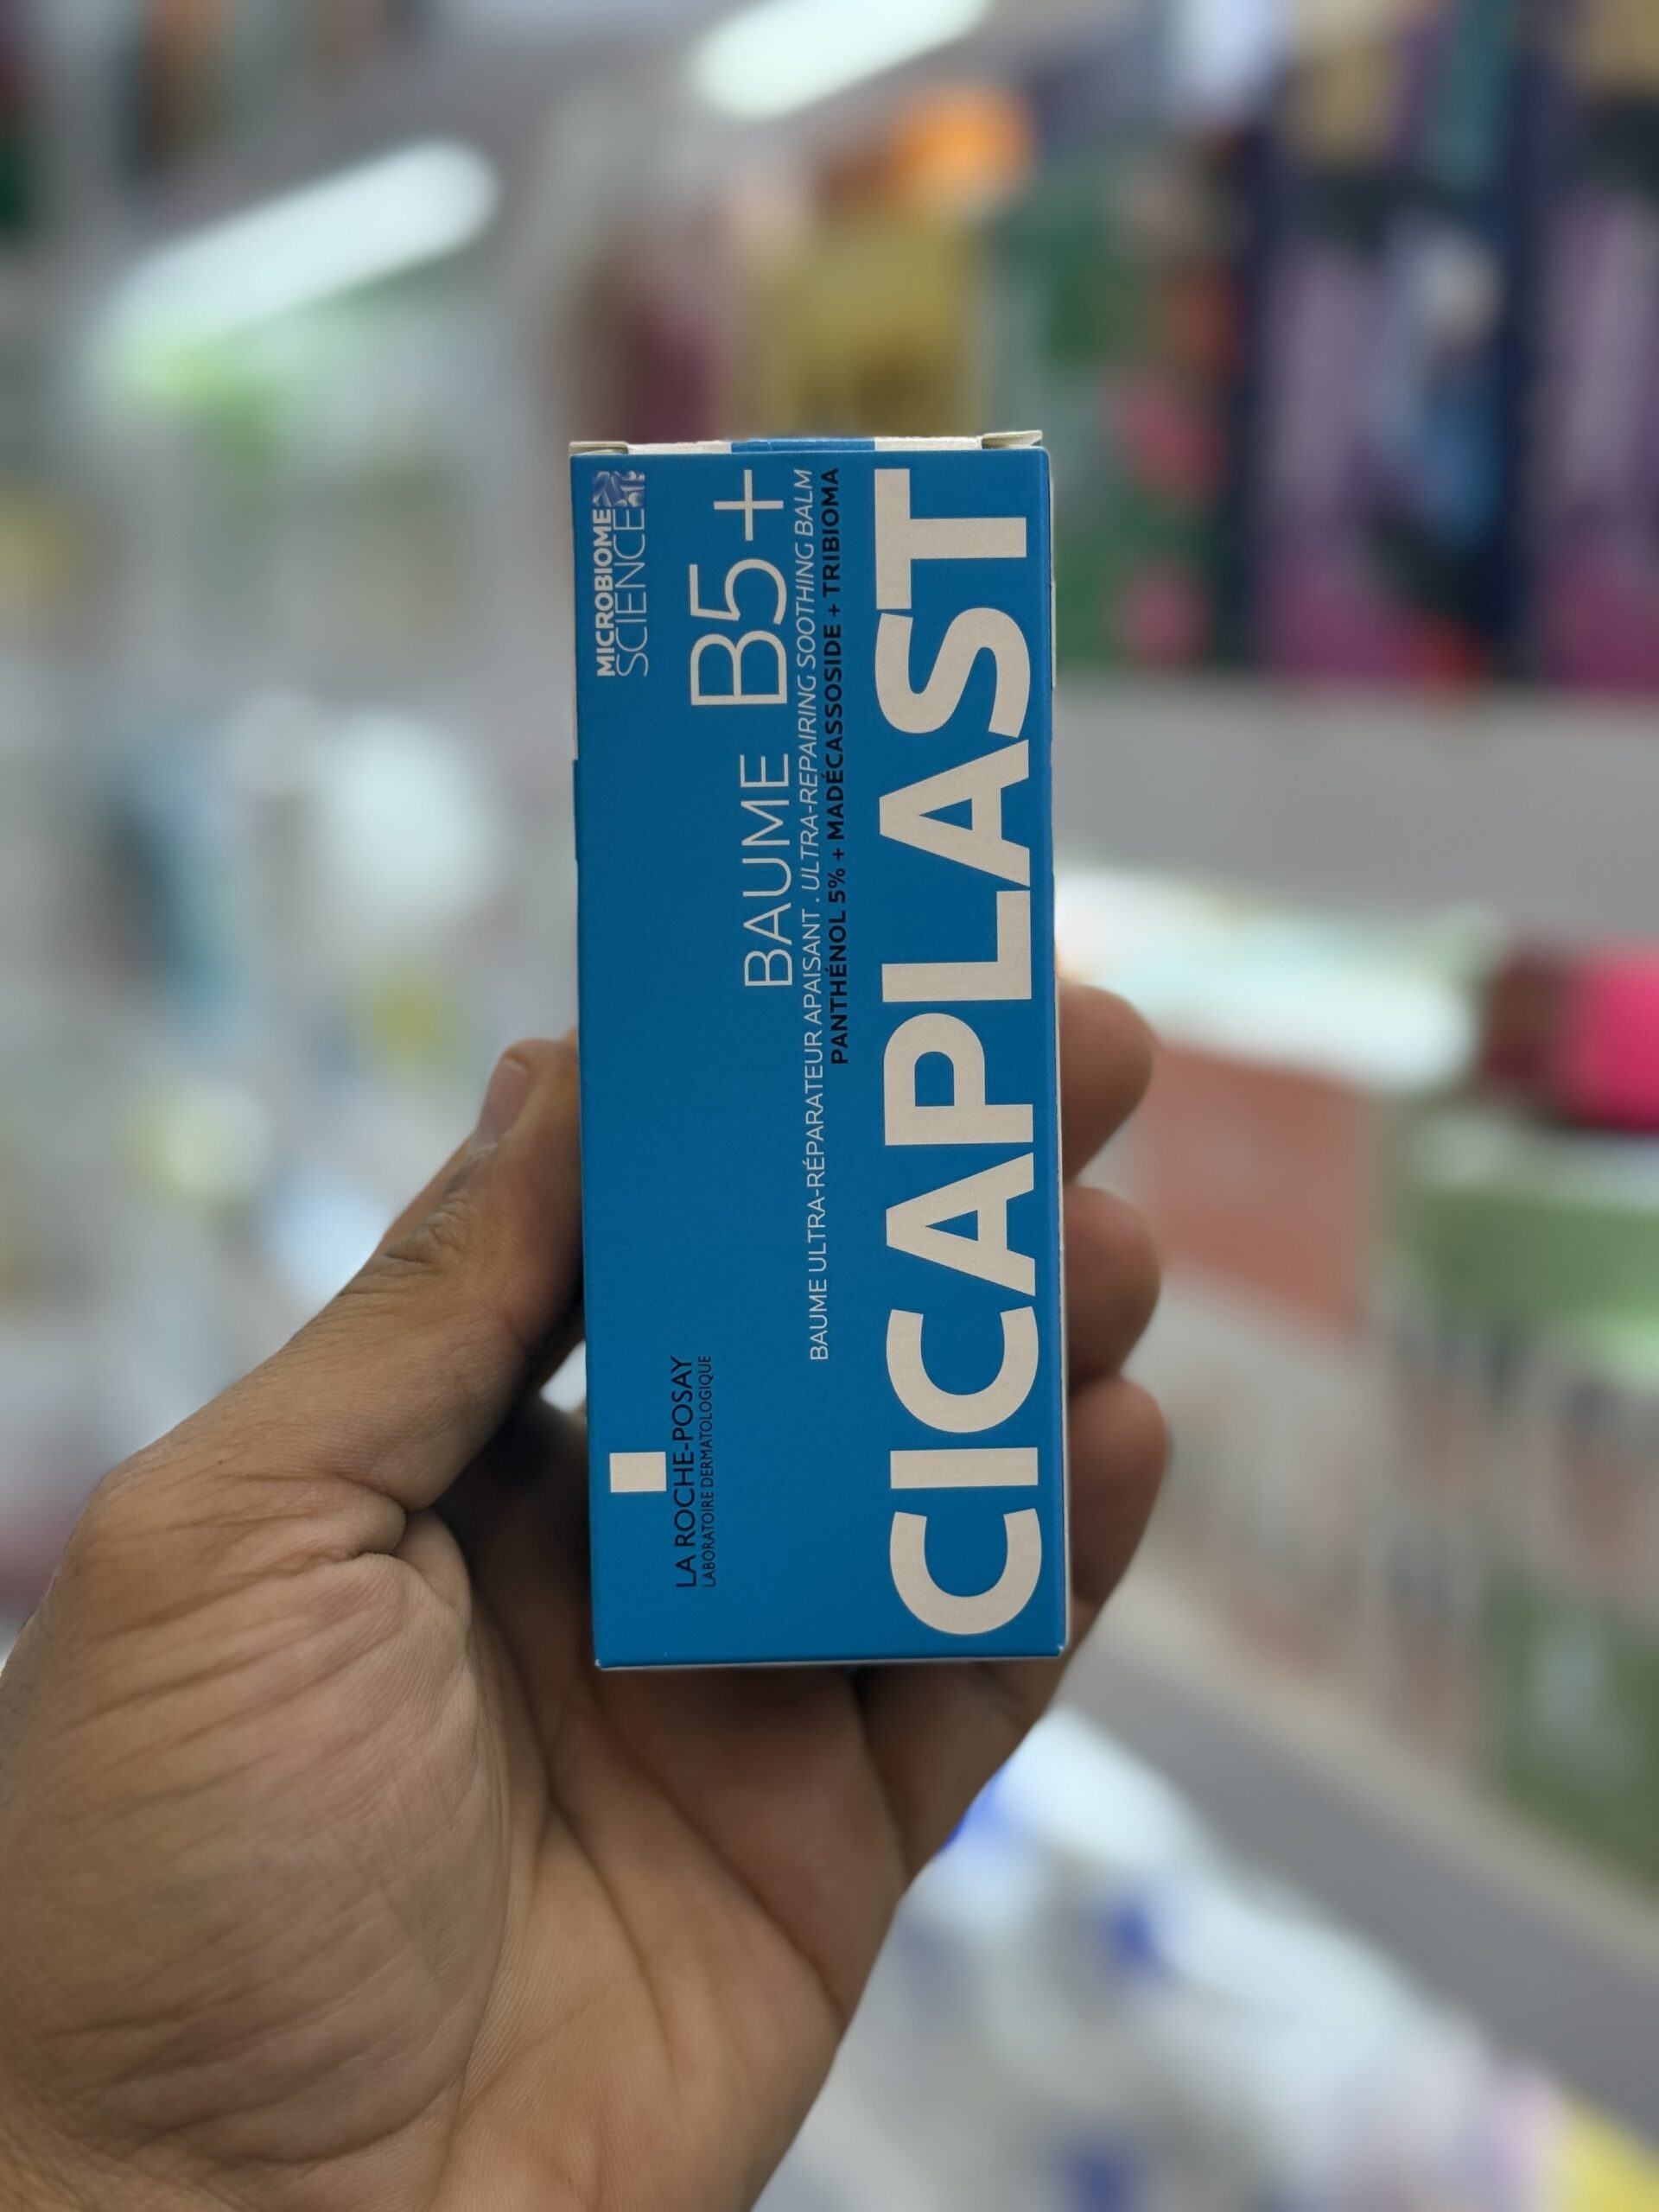 MICROBIOME
SCIENCE
LA ROCHE-POSAY
LABORATOIRE DERMATOLOGIQUE
BAUME B5+
BAUME ULTRA-RÉPARATEUR APAISANT . ULTRA-REPAIRING SOOTHING BALM
PANTHÉNOL 5% + MADÉCASSOSIDE + TRIBIOMA
CICAPLAST